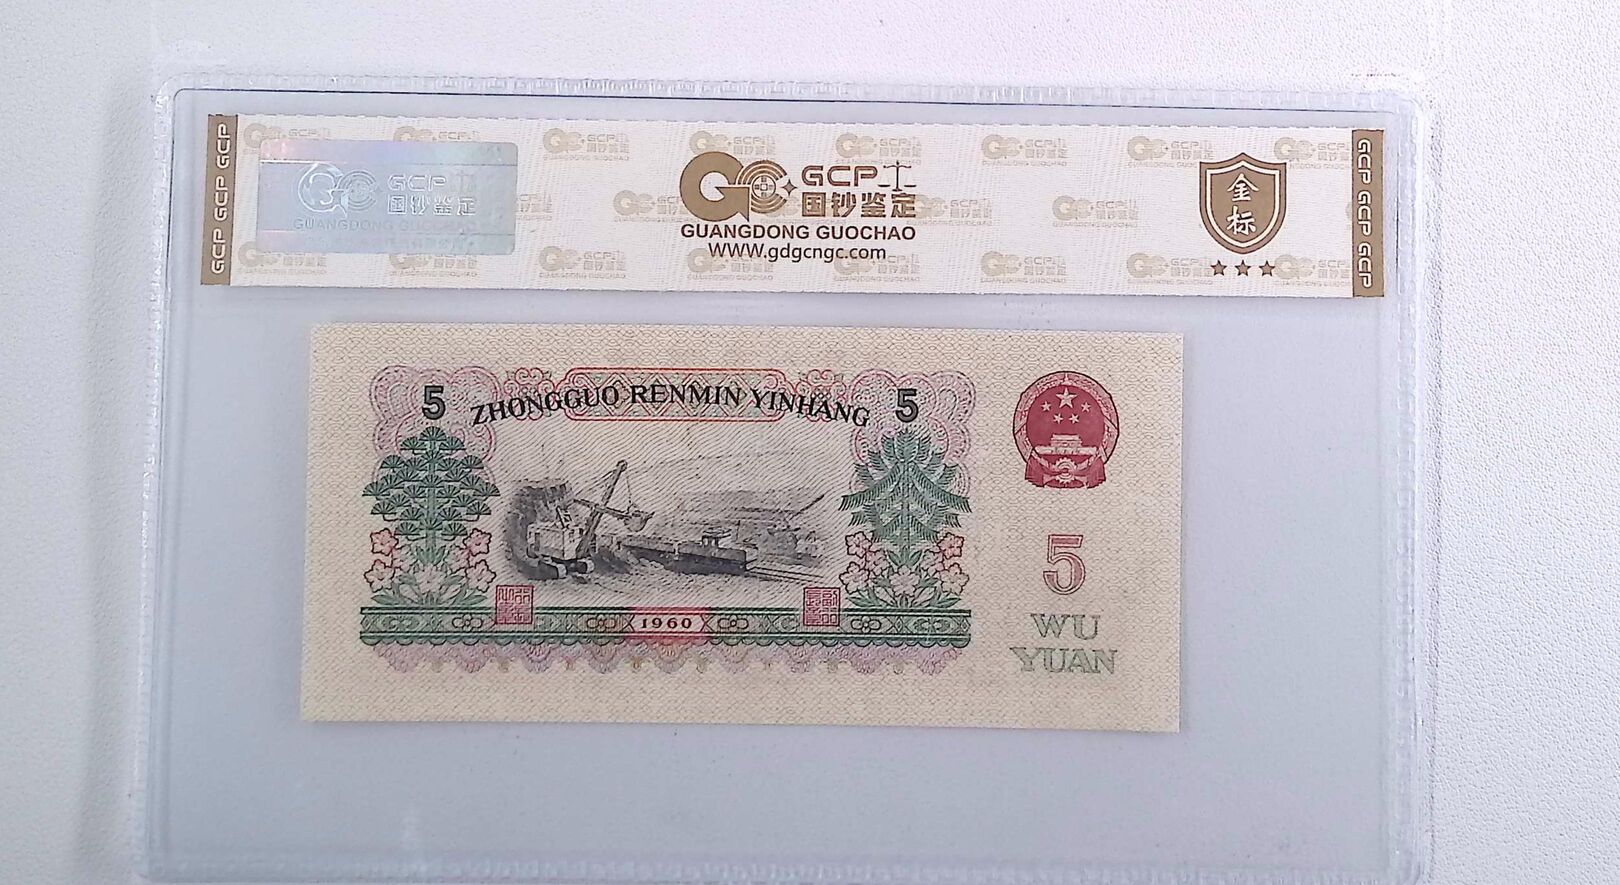 GCP GCP GCP
GCP
国钞鉴定
GUANGDONG GUOCHAO
GCP
国钞鉴定
GUANGDONG GUOCHAO
WWW.gdgcngc.com
金标
GCP GCP GCP
5 ZHONGGUO RENMIN YINHANG 5
5
1960
WU
YUAN